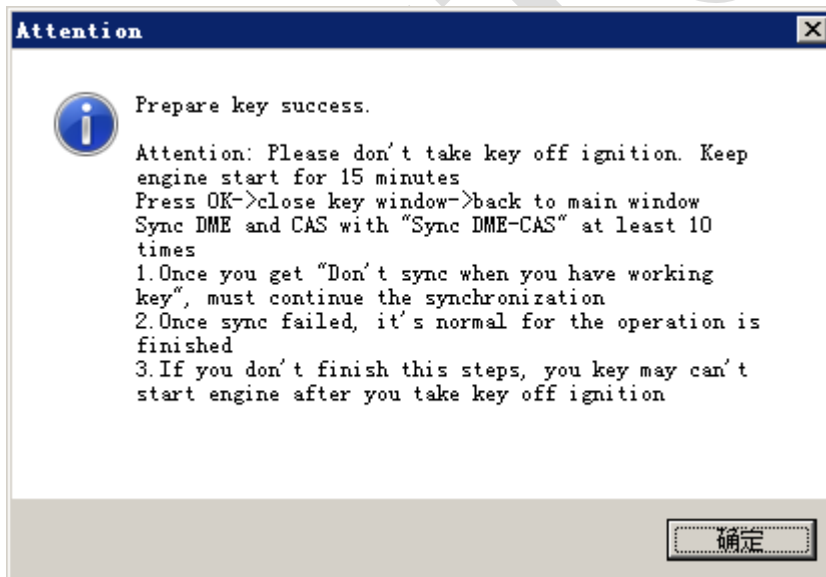 Attention
Prepare key success.
Attention: Please don't take key off ignition. Keep
engine start for 15 minutes
Press OK->close key window->back to main window
Sync DME and CAS with "Sync DME-CAS" at least 10
times
1.Once you get "Don't sync when you have working
key", must continue the synchronization
2.Once sync failed, it's normal for the operation is
finished
3.If you don't finish this steps, you key may can't
start engine after you take key off ignition
确定